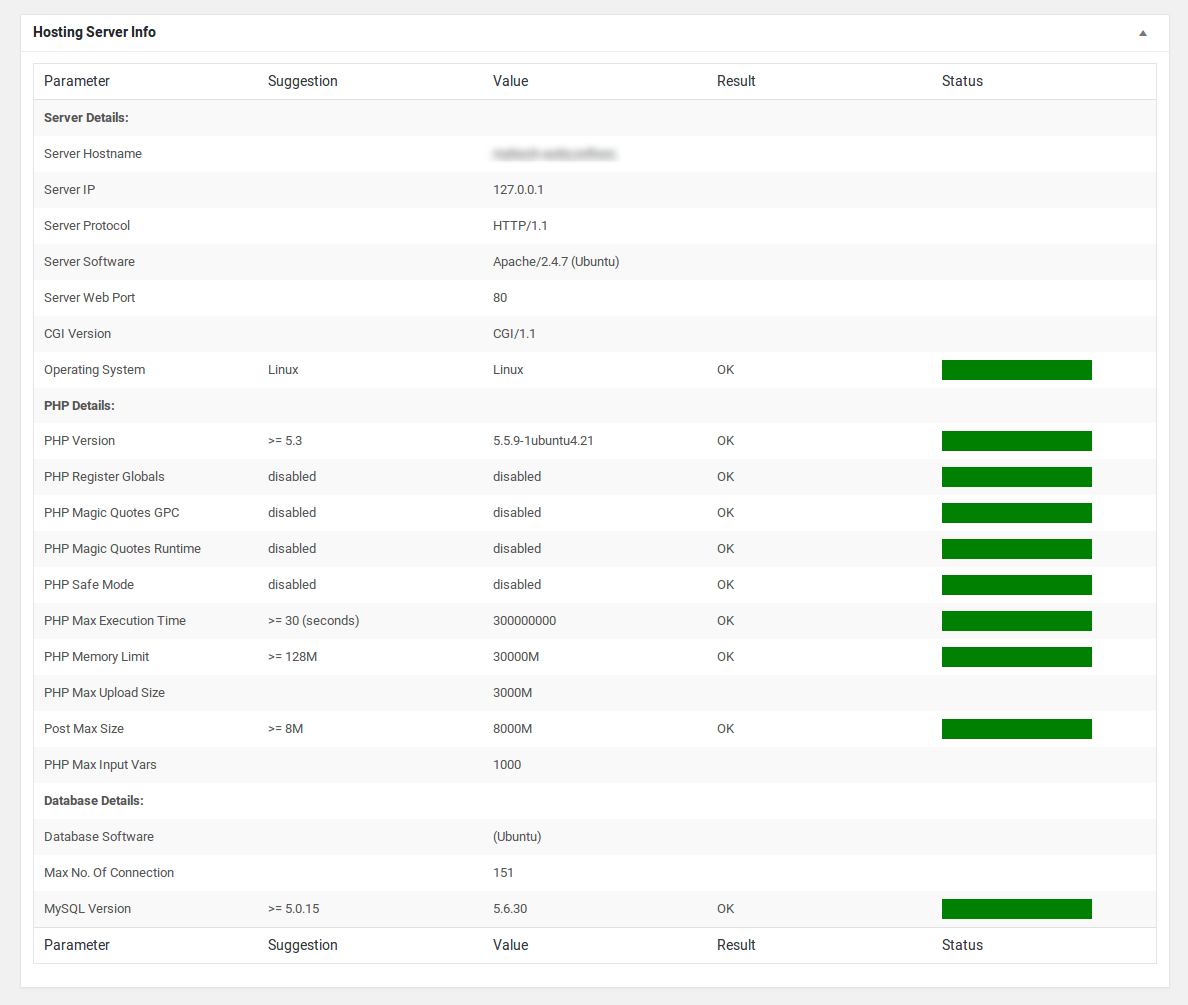 Hosting Server Info
Parameter Suggestion Value Result Status
Server Details:
Server Hostname
Server IP 127.0.0.1
Server Protocol HTTP/1.1
Server Software Apache/2.4.7 (Ubuntu)
Server Web Port 80
CGI Version CGI/1.1
Operating System Linux Linux OK
PHP Details:
PHP Version >= 5.3 5.5.9-1ubuntu4.21 OK
PHP Register Globals disabled disabled OK
PHP Magic Quotes GPC disabled disabled OK
PHP Magic Quotes Runtime disabled disabled OK
PHP Safe Mode disabled disabled OK
PHP Max Execution Time >= 30 (seconds) 300000000 OK
PHP Memory Limit >= 128M 30000M OK
PHP Max Upload Size 3000M
Post Max Size >= 8M 8000M OK
PHP Max Input Vars 1000
Database Details:
Database Software (Ubuntu)
Max No. Of Connection 151
MySQL Version >= 5.0.15 5.6.30 OK
Parameter Suggestion Value Result Status